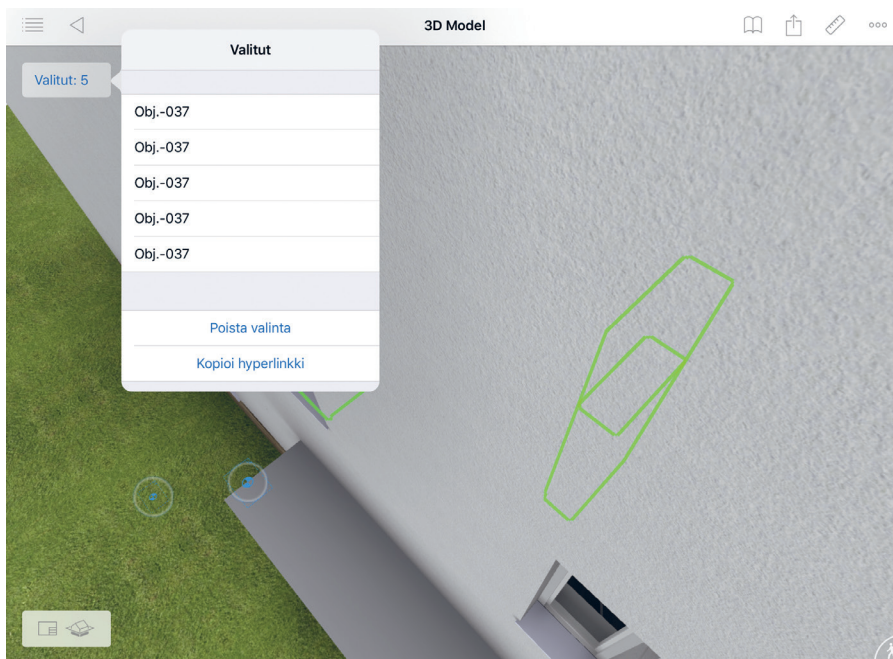 3D Model
Valitut: 5
Valitut
Obj.-037
Obj.-037
Obj.-037
Obj.-037
Obj.-037
Poista valinta
Kopioi hyperlinkki